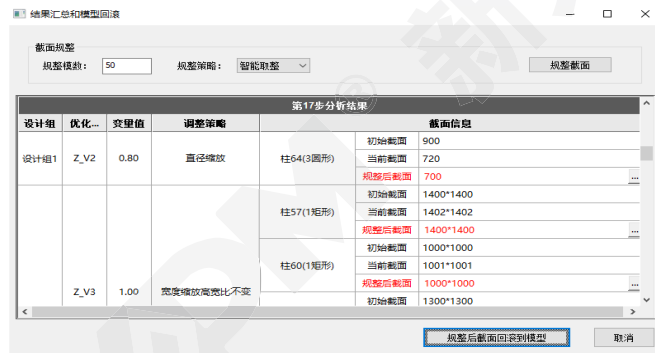 结果汇总和模型回滚
截面规整
规整模数： 50 规整策略： 智能取整 规整截面
第17步分析结果
设计组 优化... 变量值 调整策略 截面信息
初始截面 900
设计组1 Z_V2 0.80 直径缩放 柱64(3圆形) 当前截面 720
规整后截面 700 ...
初始截面 1400*1400
柱57(1矩形) 当前截面 1402*1402
规整后截面 1400*1400 ...
初始截面 1000*1000
柱60(1矩形) 当前截面 1001*1001
规整后截面 1000*1000 ...
Z_V3 1.00 宽度缩放高宽比不变
初始截面 1300*1300
规整后截面回滚到模型 取消